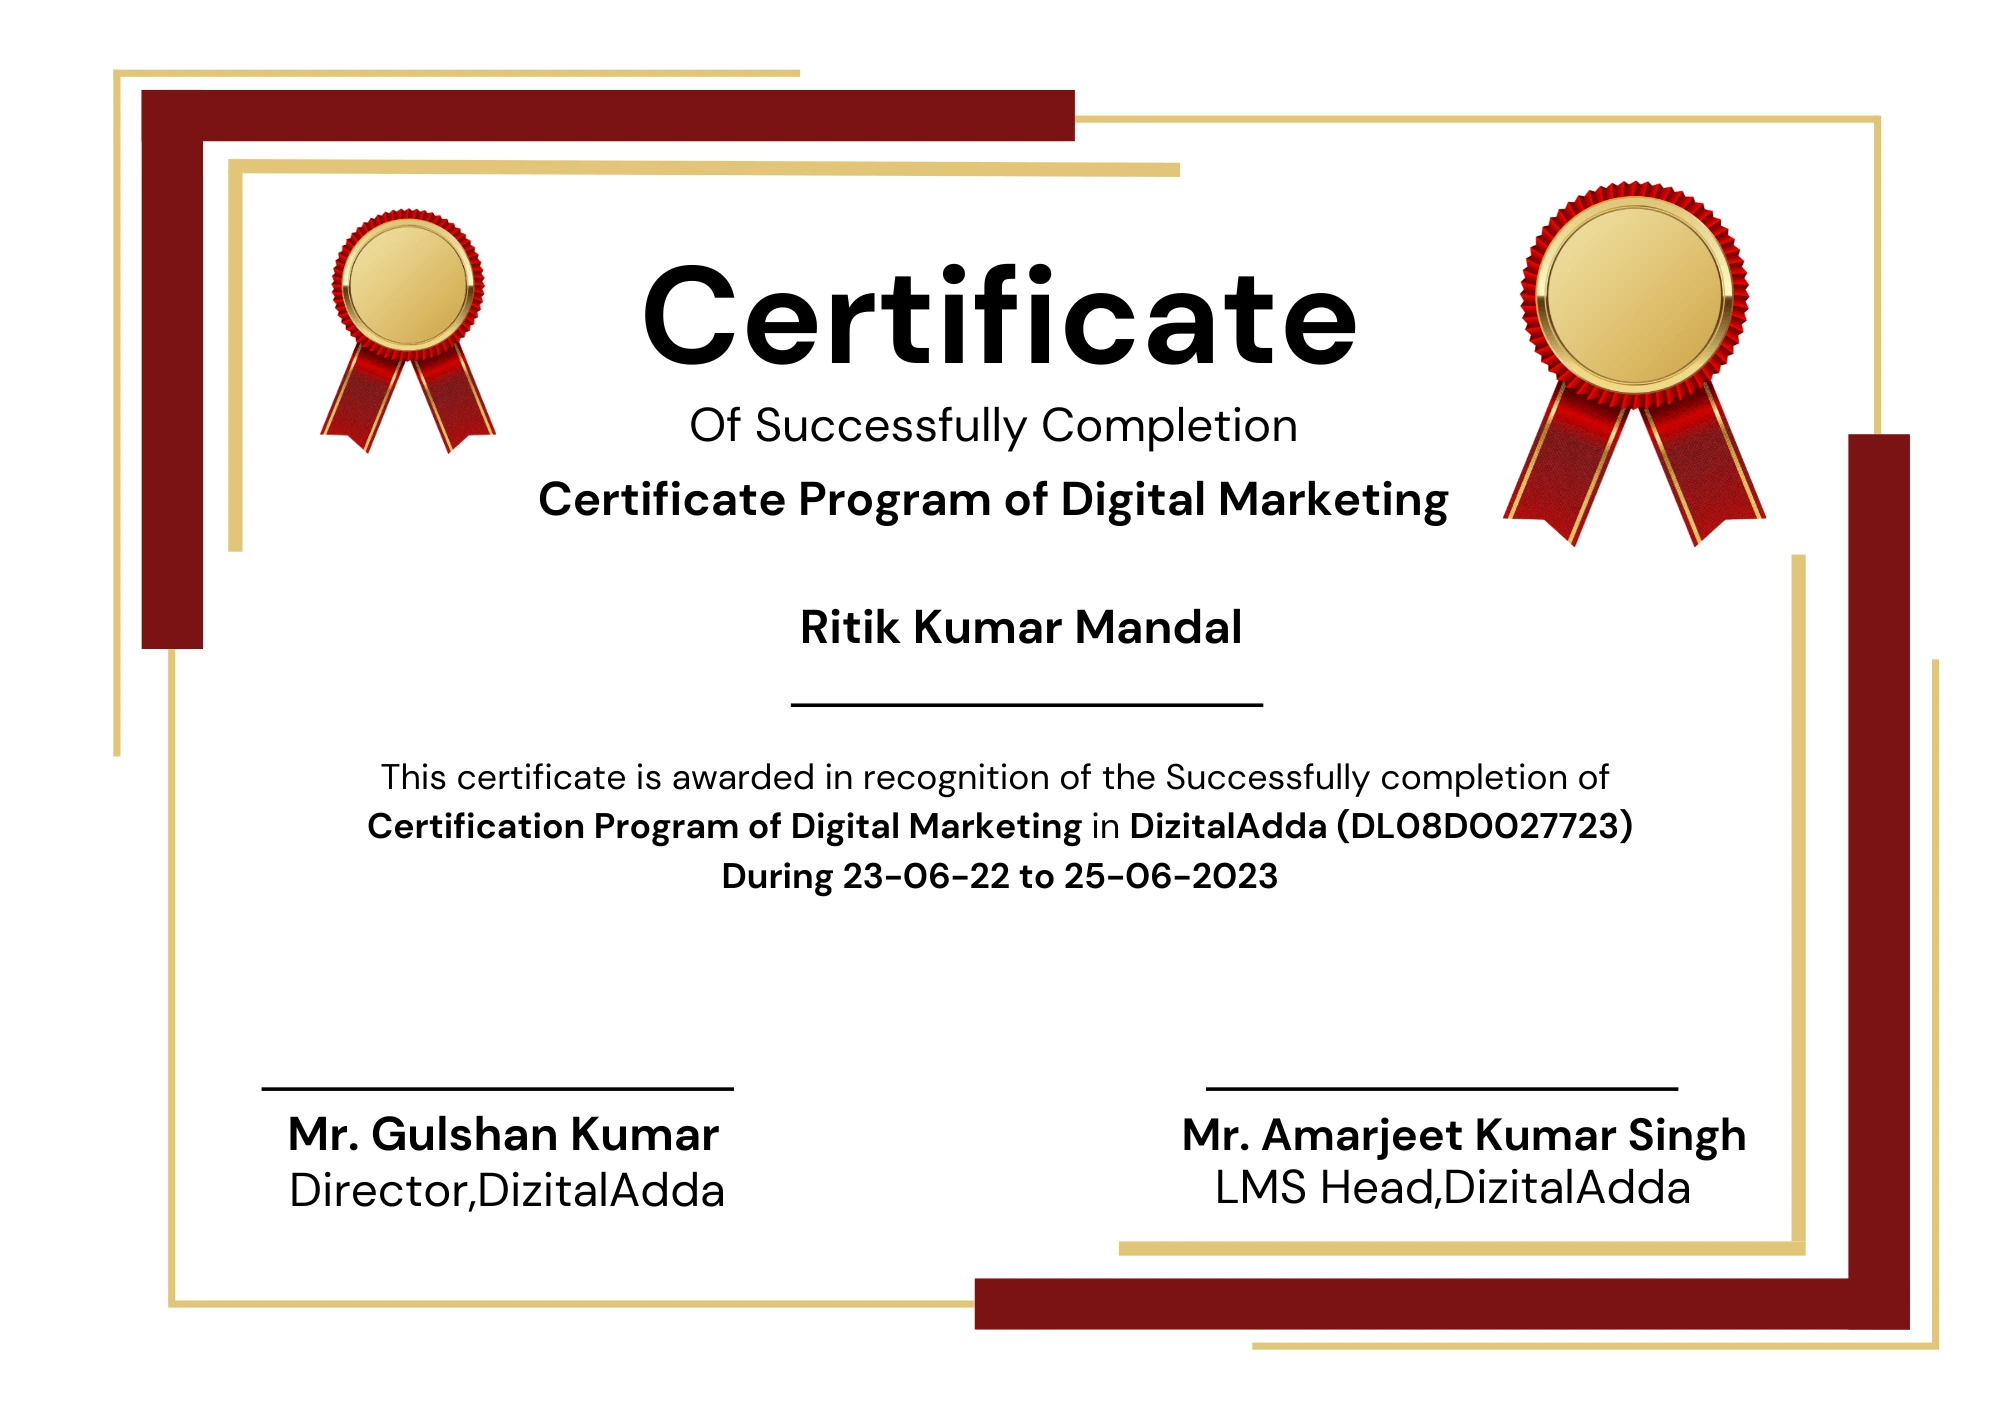 Certificate
Of Successfully Completion
Certificate Program of Digital Marketing
Ritik Kumar Mandal
This certificate is awarded in recognition of the Successfully completion of
Certification Program of Digital Marketing in DizitalAdda (DL08D0027723)
During 23-06-22 to 25-06-2023
Mr. Gulshan Kumar
Director,DizitalAdda
Mr. Amarjeet Kumar Singh
LMS Head,DizitalAdda